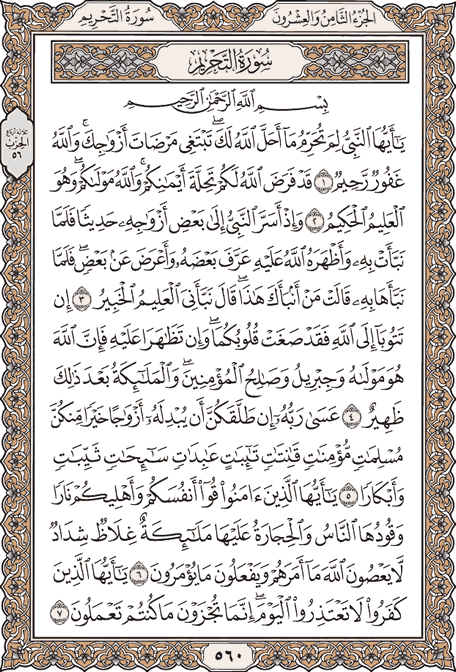 سُورَةُ التَّحْرِيم الجُزْءُ الثَّامِنُ وَالعِشْرُون
سُورَةُ التَّحْرِيم
بِسْمِ ٱللَّهِ ٱلرَّحْمَٰنِ ٱلرَّحِيمِ
يَٰٓأَيُّهَا ٱلنَّبِىُّ لِمَ تُحَرِّمُ مَآ أَحَلَّ ٱللَّهُ لَكَ ۖ تَبْتَغِى مَرْضَاتَ أَزْوَٰجِكَ ۚ وَٱللَّهُ
غَفُورٌ رَّحِيمٌ ١ قَدْ فَرَضَ ٱللَّهُ لَكُمْ تَحِلَّةَ أَيْمَٰنِكُمْ ۚ وَٱللَّهُ مَوْلَىٰكُمْ ۖ وَهُوَ
ٱلْعَلِيمُ ٱلْحَكِيمُ ٢ وَإِذْ أَسَرَّ ٱلنَّبِىُّ إِلَىٰ بَعْضِ أَزْوَٰجِهِۦ حَدِيثًا فَلَمَّا
نَبَّأَتْ بِهِۦ وَأَظْهَرَهُ ٱللَّهُ عَلَيْهِ عَرَّفَ بَعْضَهُۥ وَأَعْرَضَ عَنۢ بَعْضٍ ۖ فَلَمَّا
نَبَّأَهَا بِهِۦ قَالَتْ مَنْ أَنۢبَأَكَ هَٰذَا ۖ قَالَ نَبَّأَنِىَ ٱلْعَلِيمُ ٱلْخَبِيرُ ٣ إِن
تَتُوبَآ إِلَى ٱللَّهِ فَقَدْ صَغَتْ قُلُوبُكُمَا ۖ وَإِن تَظَٰهَرَا عَلَيْهِ فَإِنَّ ٱللَّهَ
هُوَ مَوْلَىٰهُ وَجِبْرِيلُ وَصَٰلِحُ ٱلْمُؤْمِنِينَ ۖ وَٱلْمَلَٰٓئِكَةُ بَعْدَ ذَٰلِكَ
ظَهِيرٌ ٤ عَسَىٰ رَبُّهُۥٓ إِن طَلَّقَكُنَّ أَن يُبْدِلَهُۥٓ أَزْوَٰجًا خَيْرًا مِّنكُنَّ
مُسْلِمَٰتٍ مُّؤْمِنَٰتٍ قَٰنِتَٰتٍ تَٰٓئِبَٰتٍ عَٰبِدَٰتٍ سَٰٓئِحَٰتٍ ثَيِّبَٰتٍ
وَأَبْكَارًا ٥ يَٰٓأَيُّهَا ٱلَّذِينَ ءَامَنُوا۟ قُوٓا۟ أَنفُسَكُمْ وَأَهْلِيكُمْ نَارًا
وَقُودُهَا ٱلنَّاسُ وَٱلْحِجَارَةُ عَلَيْهَا مَلَٰٓئِكَةٌ غِلَاظٌ شِدَادٌ
لَّا يَعْصُونَ ٱللَّهَ مَآ أَمَرَهُمْ وَيَفْعَلُونَ مَا يُؤْمَرُونَ ٦ يَٰٓأَيُّهَا ٱلَّذِينَ
كَفَرُوا۟ لَا تَعْتَذِرُوا۟ ٱلْيَوْمَ ۖ إِنَّمَا تُجْزَوْنَ مَا كُنتُمْ تَعْمَلُونَ ٧
٥٦٠
الحِزْب
٥٦